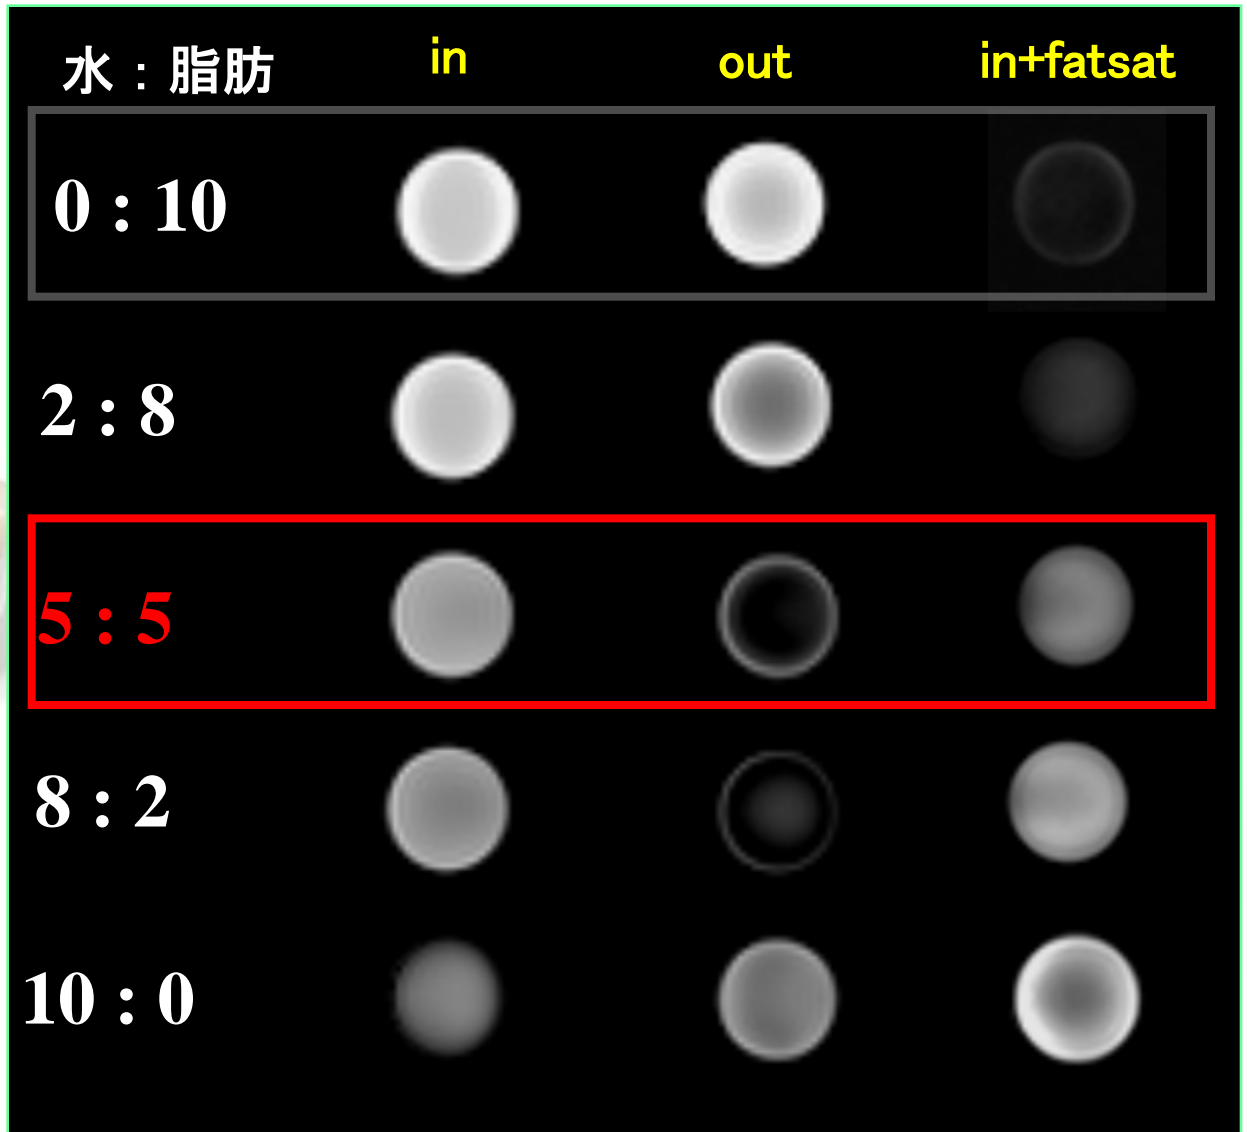 水：脂肪 in out in+fatsat
0 : 10
2 : 8
5 : 5
8 : 2
10 : 0